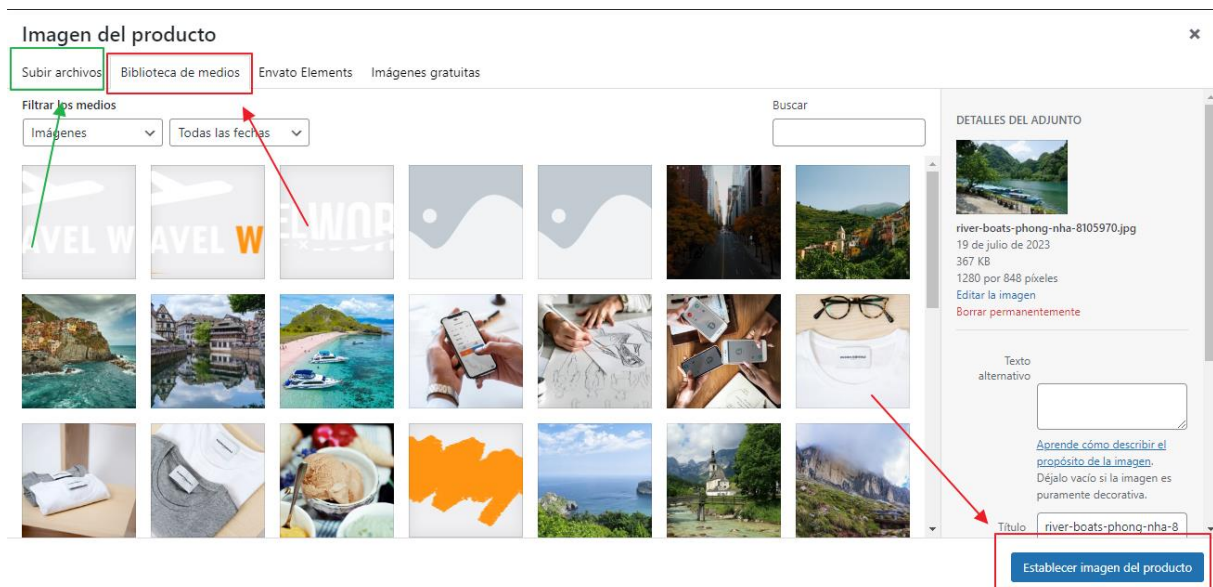 Imagen del producto
Subir archivos Biblioteca de medios Envato Elements Imágenes gratuitas
Filtrar los medios
Imágenes Todas las fechas
Buscar
AVEL W
AVEL W
ELWOR
DETALLES DEL ADJUNTO
river-boats-phong-nha-8105970.jpg
19 de julio de 2023
367 KB
1280 por 848 píxeles
Editar la imagen
Borrar permanentemente
Texto
alternativo
Aprende cómo describir el
propósito de la imagen.
Déjalo vacío si la imagen es
puramente decorativa.
Título river-boats-phong-nha-8
Establecer imagen del producto